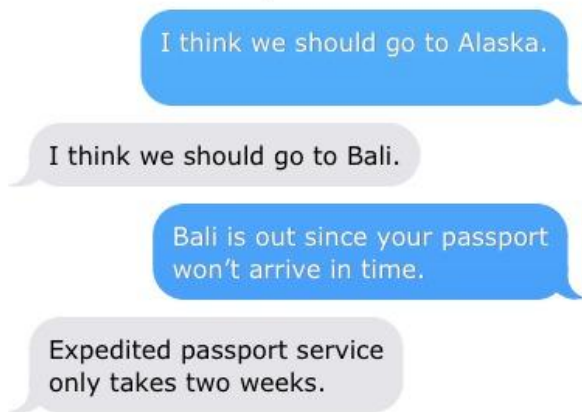 I think we should go to Alaska.
I think we should go to Bali.
Bali is out since your passport
won't arrive in time.
Expedited passport service
only takes two weeks.